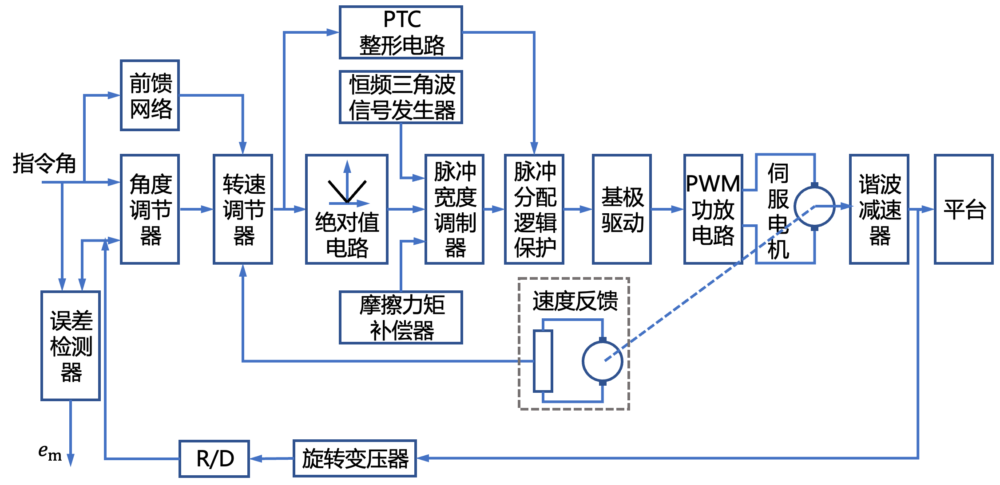 PTC
整形电路
恒频三角波
信号发生器
前馈
网络
指令角
角度
调节
器
转速
调节
器
绝对值
电路
脉冲
宽度
调制
器
脉冲
分配
逻辑
保护
基极
驱动
PWM
功放
电路
伺
服
电
机
谐波
减速
器
平台
误差
检测
器
摩擦力矩
补偿器
速度反馈
em
R/D
旋转变压器